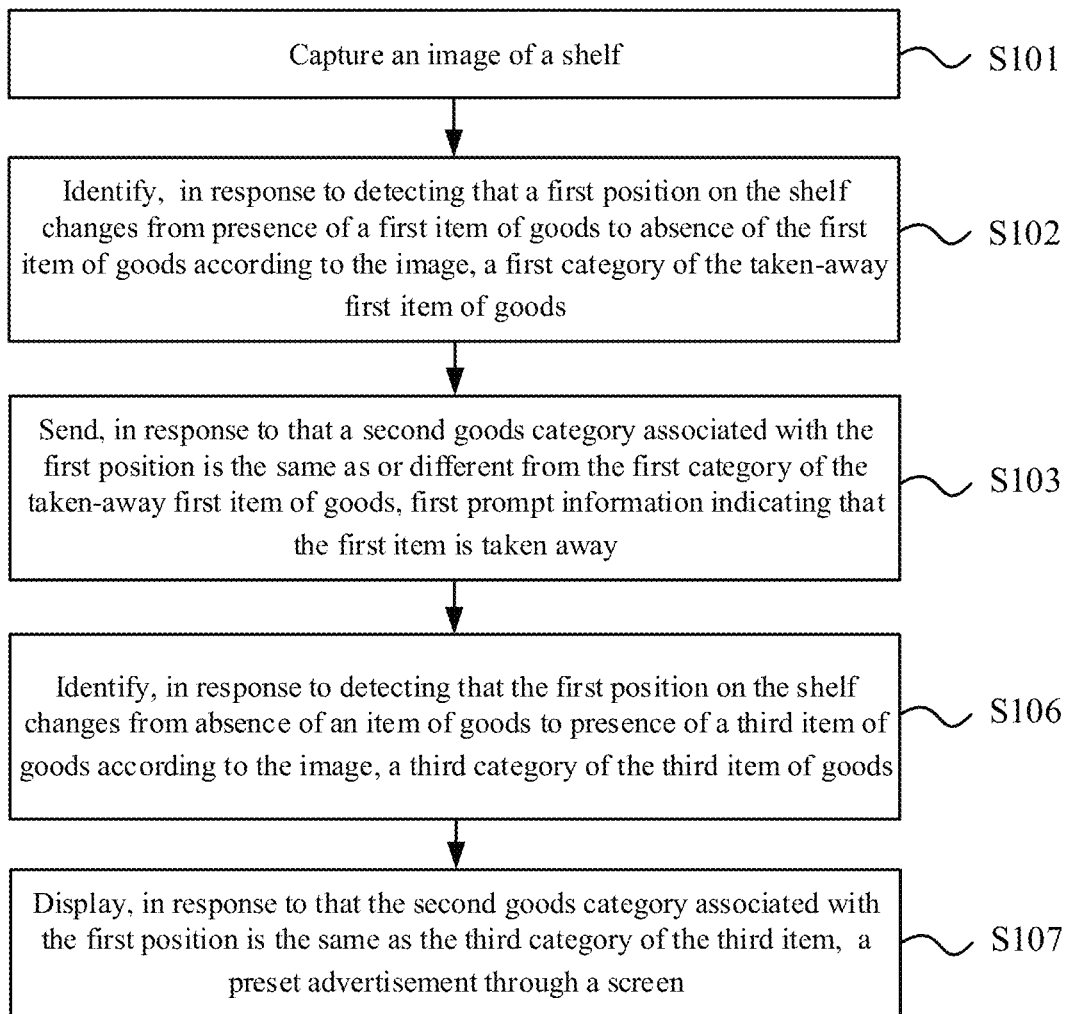 Capture an image of a shelf
S101
Identify, in response to detecting that a first position on the shelf
changes from presence of a first item of goods to absence of the first
item of goods according to the image, a first category of the taken-away
first item of goods
S102
Send, in response to that a second goods category associated with the
first position is the same as or different from the first category of the
taken-away first item of goods, first prompt information indicating that
the first item is taken away
S103
Identify, in response to detecting that the first position on the shelf
changes from absence of an item of goods to presence of a third item of
goods according to the image, a third category of the third item of goods
S106
Display, in response to that the second goods category associated with
the first position is the same as the third category of the third item, a
preset advertisement through a screen
S107